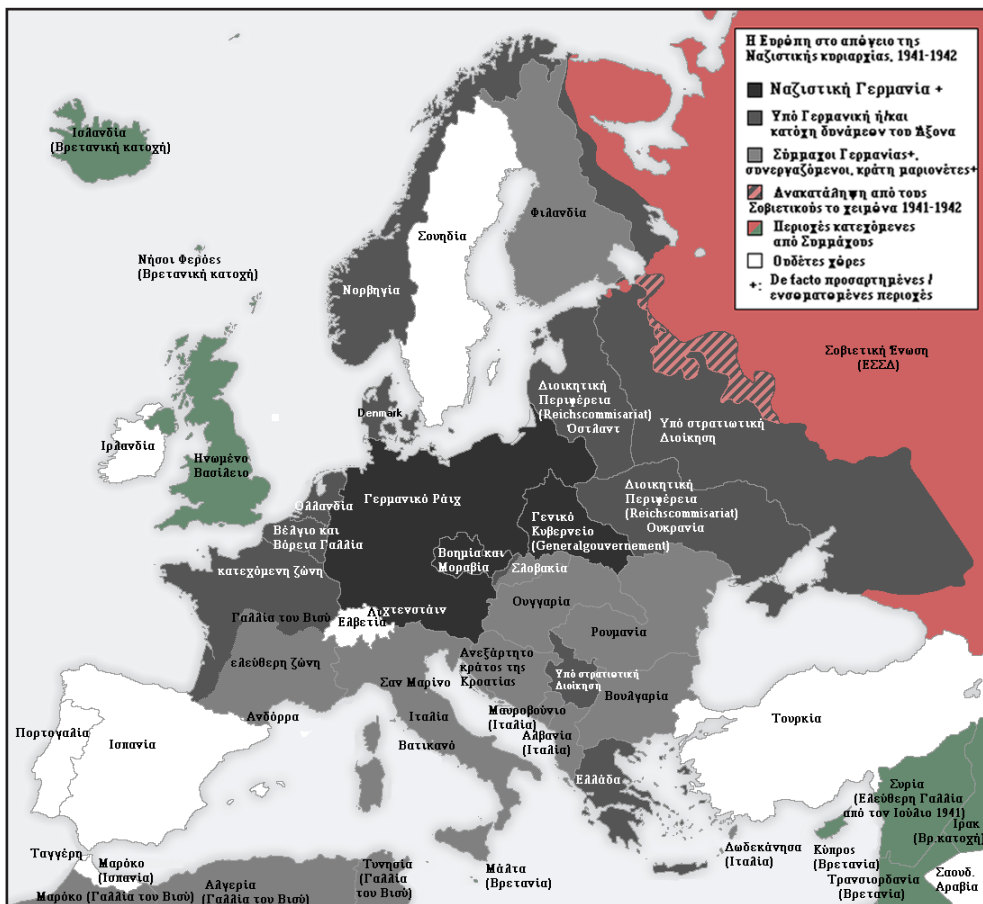 Η Ευρώπη στο απόγειο της
Ναζιστικής κυριαρχίας, 1941-1942
Ναζιστική Γερμανία +
Υπό Γερμανική ή/και
κατοχή δυνάμεων του Άξονα
Σύμμαχοι Γερμανίας+,
συνεργαζόμενοι, κράτη μαριονέτες+
Ανακατάληψη από τους
Σοβιετικούς το χειμώνα 1941-1942
Περιοχές κατεχόμενες
από Συμμάχους
Ουδέτες χώρες
+: De facto προσαρτημένες /
ενσωματομένες περιοχές
Ισλανδία
(Βρετανική κατοχή)
Νήσοι Φερόες
(Βρετανική κατοχή)
Νορβηγία
Σουηδία
Φιλανδία
Σοβιετική Ένωση
(ΕΣΣΔ)
Ιρλανδία
Ηνωμένο
Βασίλειο
Denmark
Διοικητική
Περιφέρεια
(Reichscommisariat)
Όστλαντ
Υπό στρατιωτική
Διοίκηση
Ολλανδία
Γερμανικό Ράιχ
Διοικητική
Περιφέρεια
(Reichscommisariat)
Ουκρανία
Γενικό
Κυβερνείο
(Generalgouvernement)
Βέλγιο και
Βόρεια Γαλλία
Βοημία και
Μοραβία
κατεχόμενη ζώνη
Σλοβακία
Ουγγαρία
Γαλλία του Βισύ
Λιχτενστάιν
Ελβετία
Ρουμανία
ελεύθερη ζώνη
Ανεξάρτητο
κράτος της
Κροατίας
Υπό στρατιωτική
Διοίκηση
Σαν Μαρίνο
Βουλγαρία
Ανδόρρα
Ιταλία
Μαυροβούνιο
(Ιταλία)
Τουρκία
Πορτογαλία
Ισπανία
Βατικανό
Αλβανία
(Ιταλία)
Ελλάδα
Συρία
(Ελεύθερη Γαλλία
από τον Ιούλιο 1941)
Ιρακ
(Βρ.κατοχή)
Ταγγέρη
Μαρόκο
(Ισπανία)
Μαρόκο (Γαλλία του Βισύ)
Αλγερία
(Γαλλία του Βισύ)
Τυνησία
(Γαλλία
του Βισύ)
Μάλτα
(Βρετανία)
Δωδεκάνησα
(Ιταλία)
Κύπρος
(Βρετανία)
Τρανσιορδανία
(Βρετανία)
Σαουδ.
Αραβία